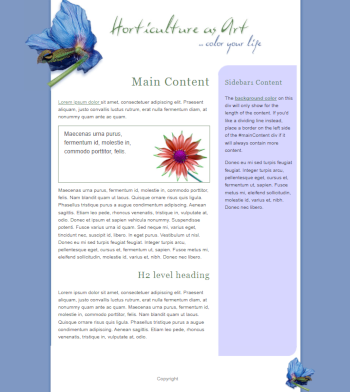 Horticulture as Art
... color your life
Main Content
Lorem ipsum dolor sit amet, consectetuer adipiscing elit. Praesent
aliquam, justo convallis luctus rutrum, erat nulla fermentum diam, at
nonummy quam ante ac quam.
Maecenas urna purus,
fermentum id, molestie in,
commodo porttitor, felis.
Maecenas urna purus, fermentum id, molestie in, commodo porttitor,
felis. Nam blandit quam ut lacus. Quisque ornare risus quis ligula.
Phasellus tristique purus a augue condimentum adipiscing. Aenean
sagittis. Etiam leo pede, rhoncus venenatis, tristique in, vulputate at,
odio. Donec et ipsum et sapien vehicula nonummy. Suspendisse
potenti. Fusce varius urna id quam. Sed neque mi, varius eget,
tincidunt nec, suscipit id, libero. In eget purus. Vestibulum ut nisl.
Donec eu mi sed turpis feugiat feugiat. Integer turpis arcu,
pellentesque eget, cursus et, fermentum ut, sapien. Fusce metus mi,
eleifend sollicitudin, molestie id, varius et, nibh. Donec nec libero.
H2 level heading
Lorem ipsum dolor sit amet, consectetuer adipiscing elit. Praesent
aliquam, justo convallis luctus rutrum, erat nulla fermentum diam, at
nonummy quam ante ac quam. Maecenas urna purus, fermentum id,
molestie in, commodo porttitor, felis. Nam blandit quam ut lacus.
Quisque ornare risus quis ligula. Phasellus tristique purus a augue
condimentum adipiscing. Aenean sagittis. Etiam leo pede, rhoncus
venenatis, tristique in, vulputate at, odio.
Sidebars Content
The background color on this
div will only show for the
length of the content. If you'd
like a dividing line instead,
place a border on the left side
of the #mainContent div if it
will always contain more
content.
Donec eu mi sed turpis feugiat
feugiat. Integer turpis arcu,
pellentesque eget, cursus et,
fermentum ut, sapien. Fusce
metus mi, eleifend sollicitudin,
molestie id, varius et, nibh.
Donec nec libero.
Copyright